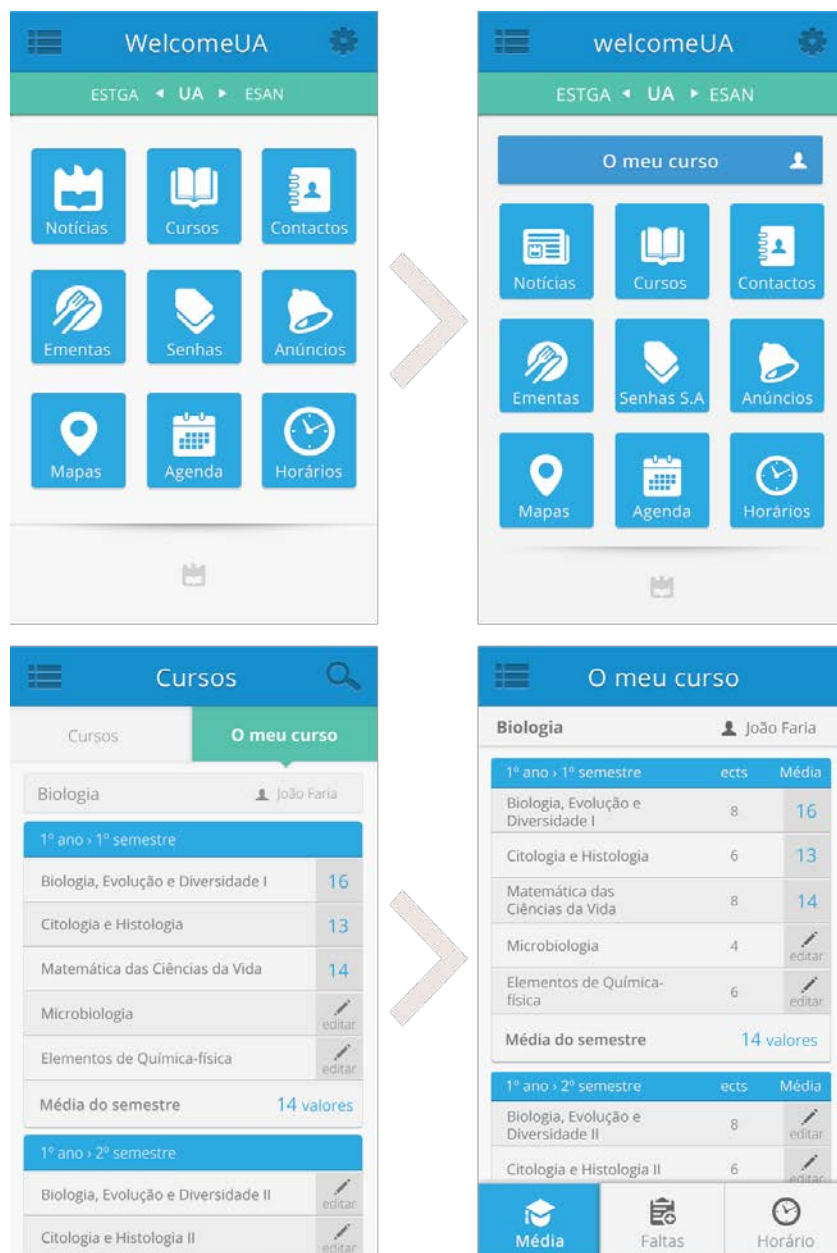 WelcomeUA
ESTGA ◂ UA ▸ ESAN
Notícias Cursos Contactos
Ementas Senhas Anúncios
Mapas Agenda Horários
welcomeUA
ESTGA ◂ UA ▸ ESAN
O meu curso
Notícias Cursos Contactos
Ementas Senhas S.A Anúncios
Mapas Agenda Horários
Cursos
Cursos O meu curso
Biologia João Faria
1º ano › 1º semestre
Biologia, Evolução e Diversidade I 16
Citologia e Histologia 13
Matemática das Ciências da Vida 14
Microbiologia editar
Elementos de Química-física editar
Média do semestre 14 valores
1º ano › 2º semestre
Biologia, Evolução e Diversidade II editar
Citologia e Histologia II editar
O meu curso
Biologia João Faria
1º ano › 1º semestre ects Média
Biologia, Evolução e
Diversidade I 8 16
Citologia e Histologia 6 13
Matemática das
Ciências da Vida 8 14
Microbiologia 4 editar
Elementos de Química-
física 6 editar
Média do semestre 14 valores
1º ano › 2º semestre ects Média
Biologia, Evolução e
Diversidade II 8 editar
Citologia e Histologia II 6 editar
Média Faltas Horário